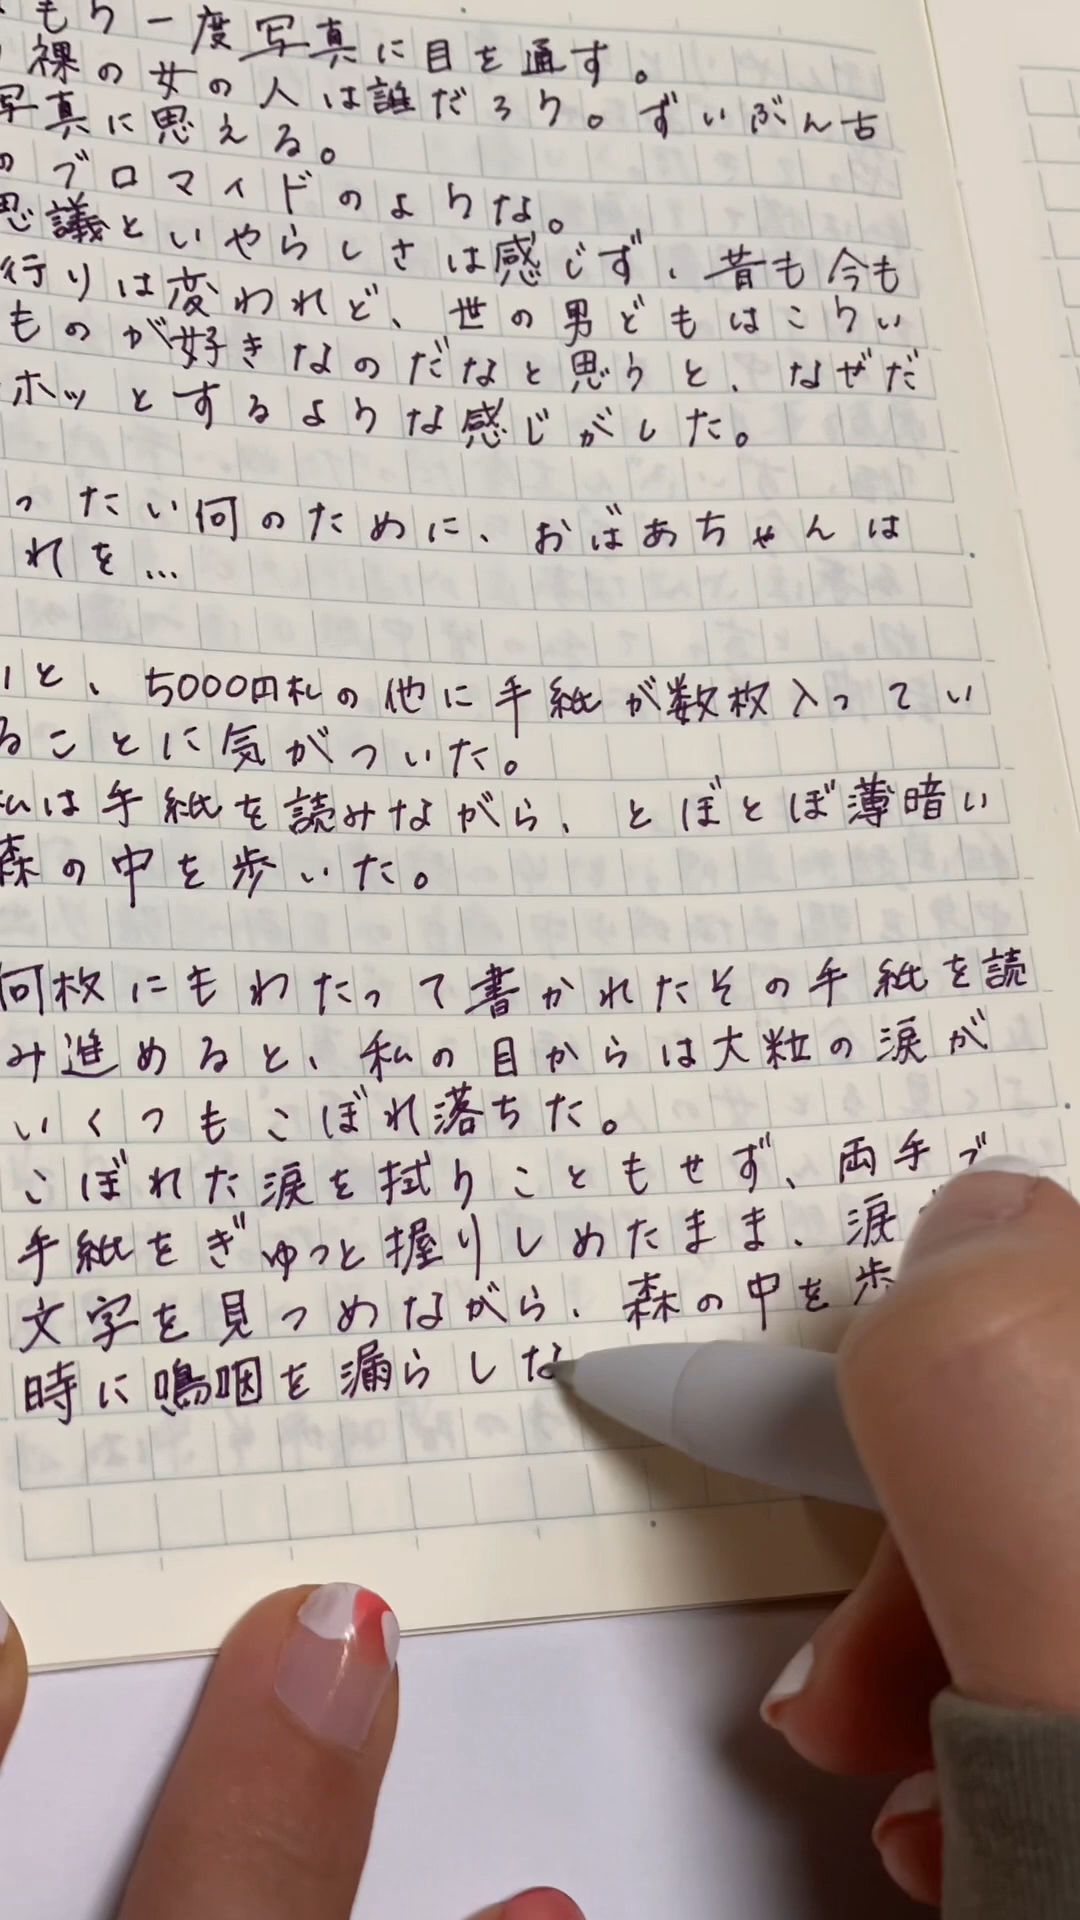 もう一度写真に目を通す。
裸の女の人は誰だろう。ずいぶん古
写真に思える。
のブロマイドのような。
思議といやらしさは感じず、昔も今も
行りは変われど、世の男どもはこうい
ものが好きなのだなと思うと、なぜだ
ホッとするような感じがした。
ったい何のために、おばあちゃんは
れを…
と、5000円札の他に手紙が数枚入ってい
ることに気がついた。
私は手紙を読みながら、とぼとぼ薄暗い
森の中を歩いた。
何枚にもわたって書かれたその手紙を読
み進めると、私の目からは大粒の涙が
いくつもこぼれ落ちた。
こぼれた涙を拭うこともせず、両手で
手紙をぎゅっと握りしめたまま、涙
文字を見つめながら、森の中を歩
時に嗚咽を漏らしな